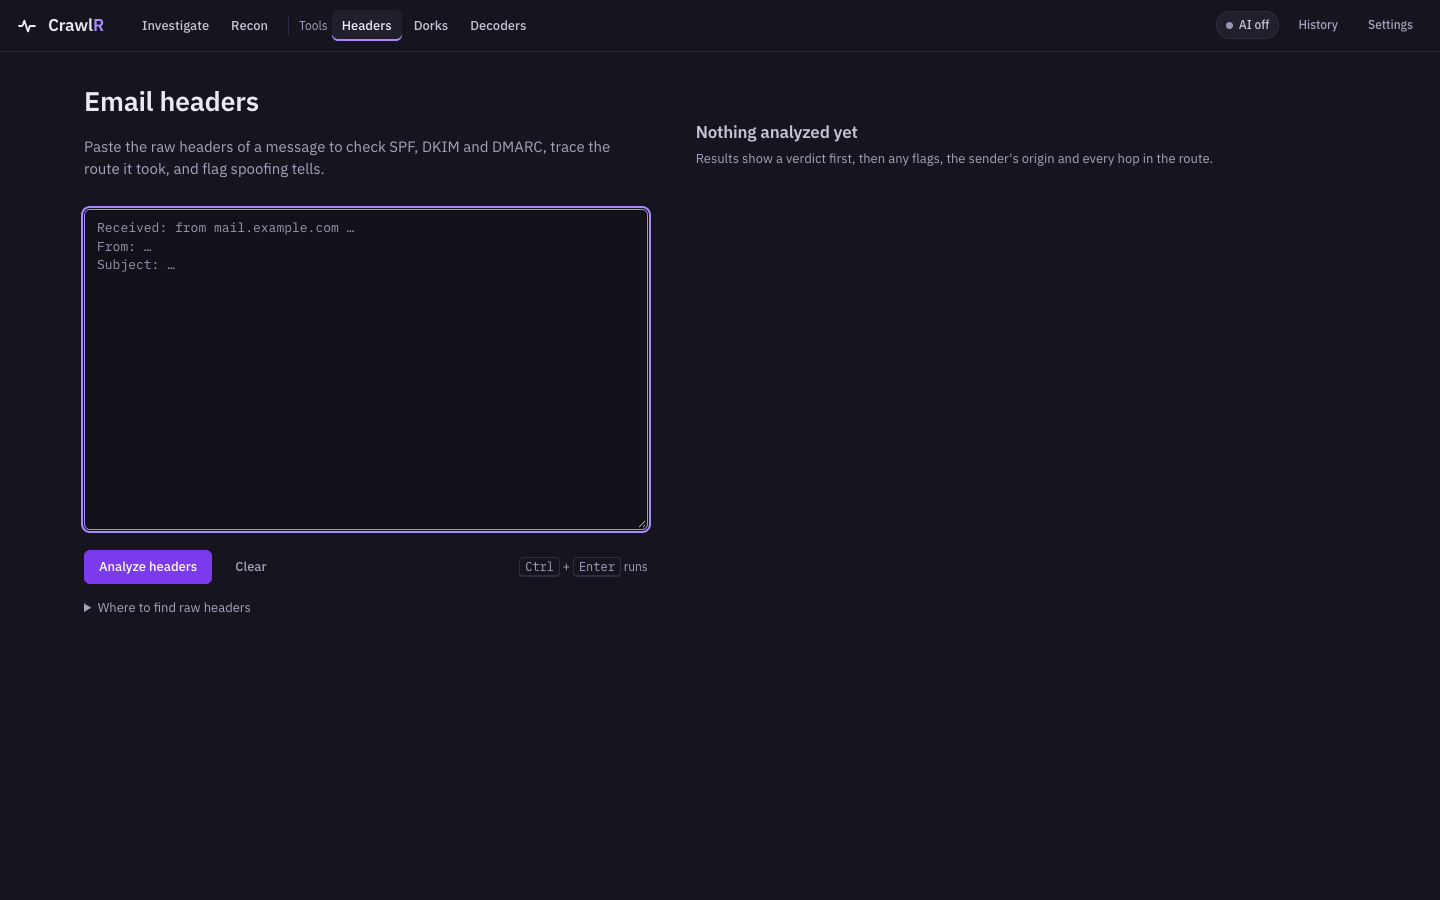 CrawlR
Investigate
Recon
Tools
Headers
Dorks
Decoders
AI off
History
Settings
Email headers
Paste the raw headers of a message to check SPF, DKIM and DMARC, trace the
route it took, and flag spoofing tells.
Received: from mail.example.com …
From: …
Subject: …
Analyze headers
Clear
Ctrl + Enter runs
Where to find raw headers
Nothing analyzed yet
Results show a verdict first, then any flags, the sender's origin and every hop in the route.